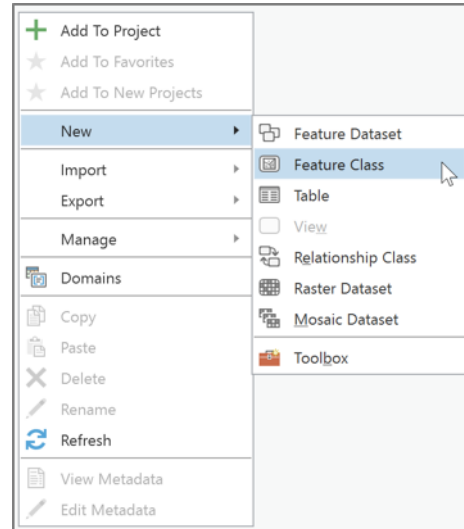 Add To Project
Add To Favorites
Add To New Projects
New
Import
Export
Manage
Domains
Copy
Paste
Delete
Rename
Refresh
View Metadata
Edit Metadata
Feature Dataset
Feature Class
Table
View
Relationship Class
Raster Dataset
Mosaic Dataset
Toolbox